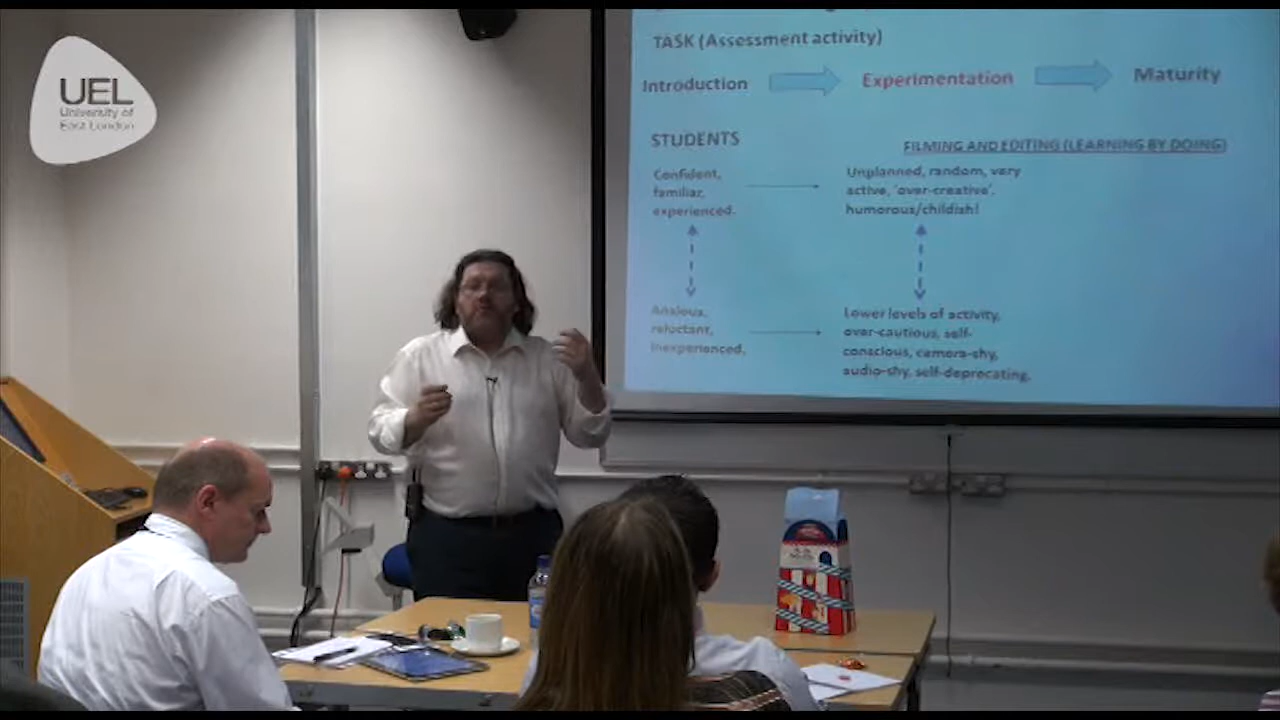 UEL
University of
East London
TASK (Assessment activity)
Introduction Experimentation Maturity
STUDENTS
FILMING AND EDITING (LEARNING BY DOING)
Confident,
familiar,
experienced.
Unplanned, random, very
active, 'over-creative'.
humorous/childish!
Anxious,
reluctant,
inexperienced.
Lower levels of activity,
over-cautious, self-
conscious, camera-shy,
audio-shy, self-deprecating.